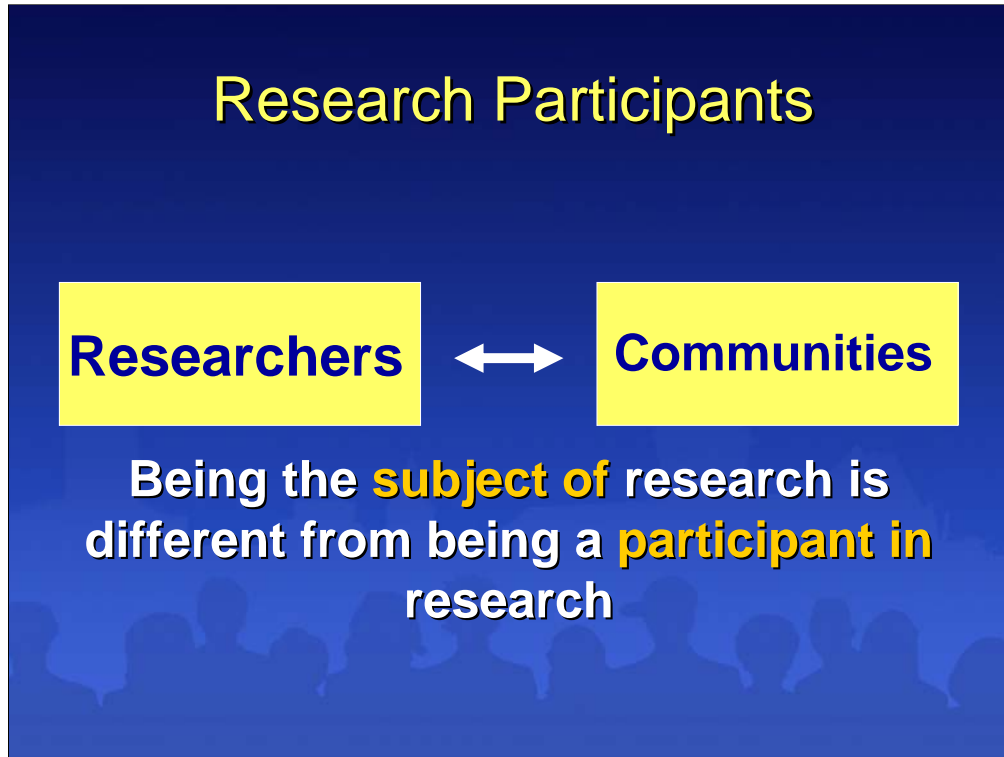 Research Participants
Researchers
Communities
Being the subject of research is
different from being a participant in
research